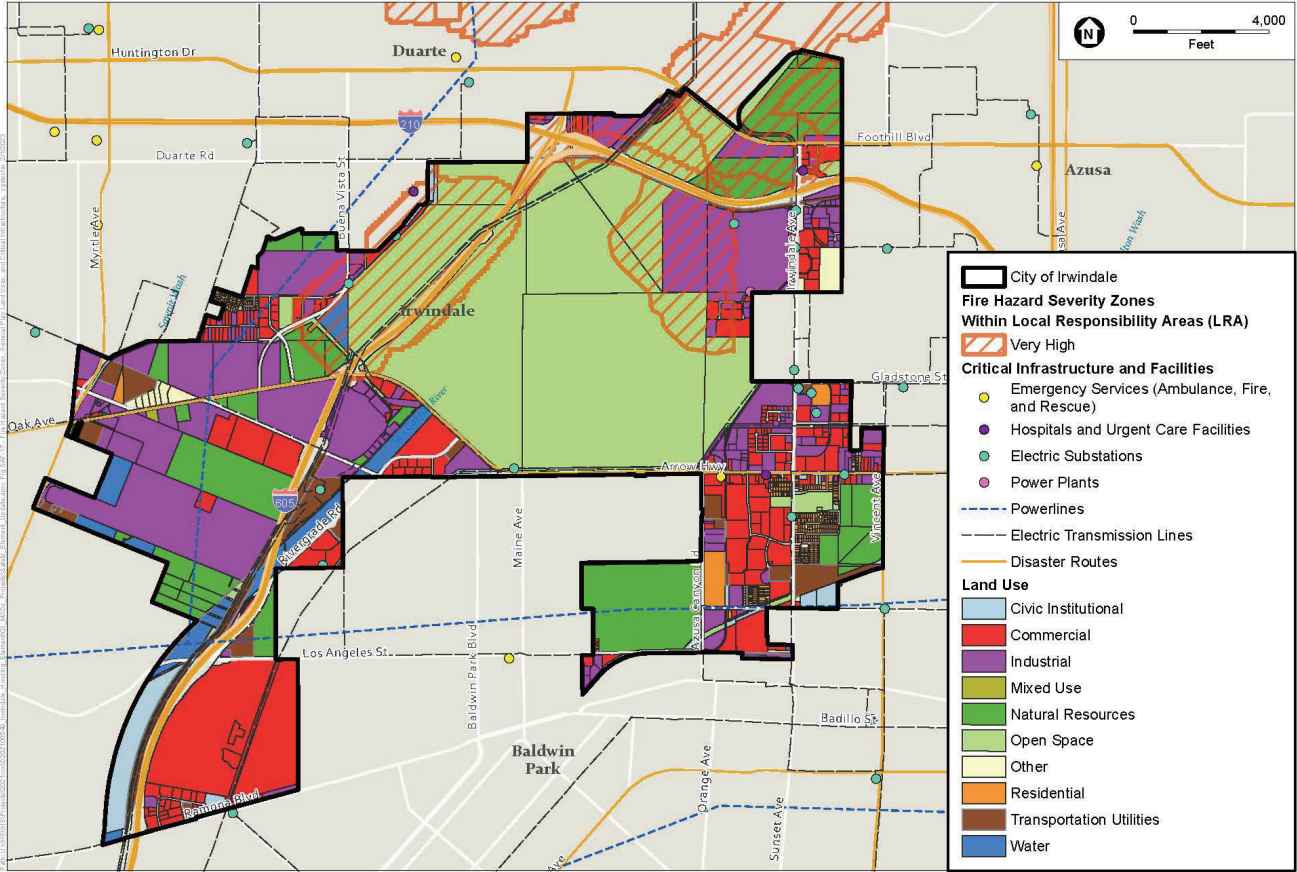 Huntington Dr
Duarte
N
0
4,000
Feet
210
Foothill Blvd
Duarte Rd
Azusa
Buena Vista St
Myrtle Ave
Irwindale Ave
Irwindale
River
Gladstone St
Oak Ave
Arrow Hwy
605
Rivergrade Rd
Maine Ave
Vincent Ave
Azusa Canyon
Los Angeles St
Baldwin Park Blvd
Badillo St
Baldwin
Park
Orange Ave
Sunset Ave
Ramona Blvd
Ave
City of Irwindale
Fire Hazard Severity Zones
Within Local Responsibility Areas (LRA)
Very High
Critical Infrastructure and Facilities
Emergency Services (Ambulance, Fire,
and Rescue)
Hospitals and Urgent Care Facilities
Electric Substations
Power Plants
Powerlines
Electric Transmission Lines
Disaster Routes
Land Use
Civic Institutional
Commercial
Industrial
Mixed Use
Natural Resources
Open Space
Other
Residential
Transportation Utilities
Water